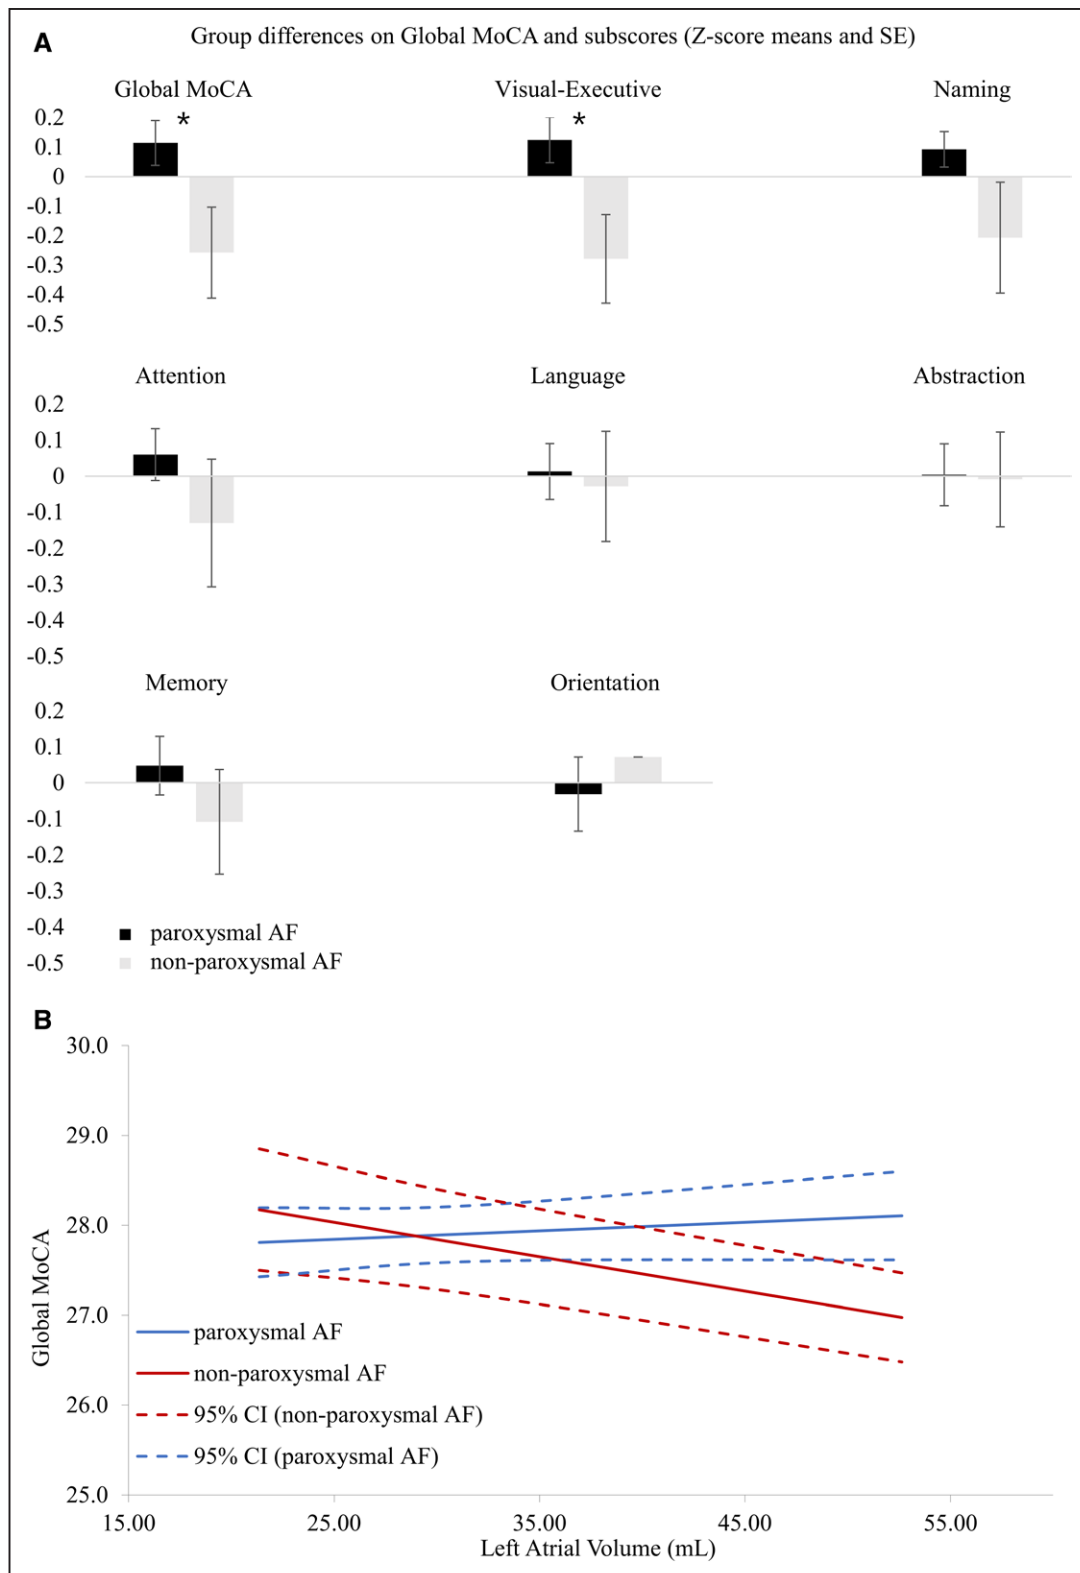 A
Group differences on Global MoCA and subscores (Z-score means and SE)
Global MoCA
Visual-Executive
Naming
0.2
0.1
0
-0.1
-0.2
-0.3
-0.4
-0.5
*
*
Attention
Language
Abstraction
0.2
0.1
0
-0.1
-0.2
-0.3
-0.4
-0.5
Memory
Orientation
0.2
0.1
0
-0.1
-0.2
-0.3
-0.4
-0.5
paroxysmal AF
non-paroxysmal AF
B
Global MoCA
30.0
29.0
28.0
27.0
26.0
25.0
paroxysmal AF
non-paroxysmal AF
95% CI (non-paroxysmal AF)
95% CI (paroxysmal AF)
15.00 25.00 35.00 45.00 55.00
Left Atrial Volume (mL)